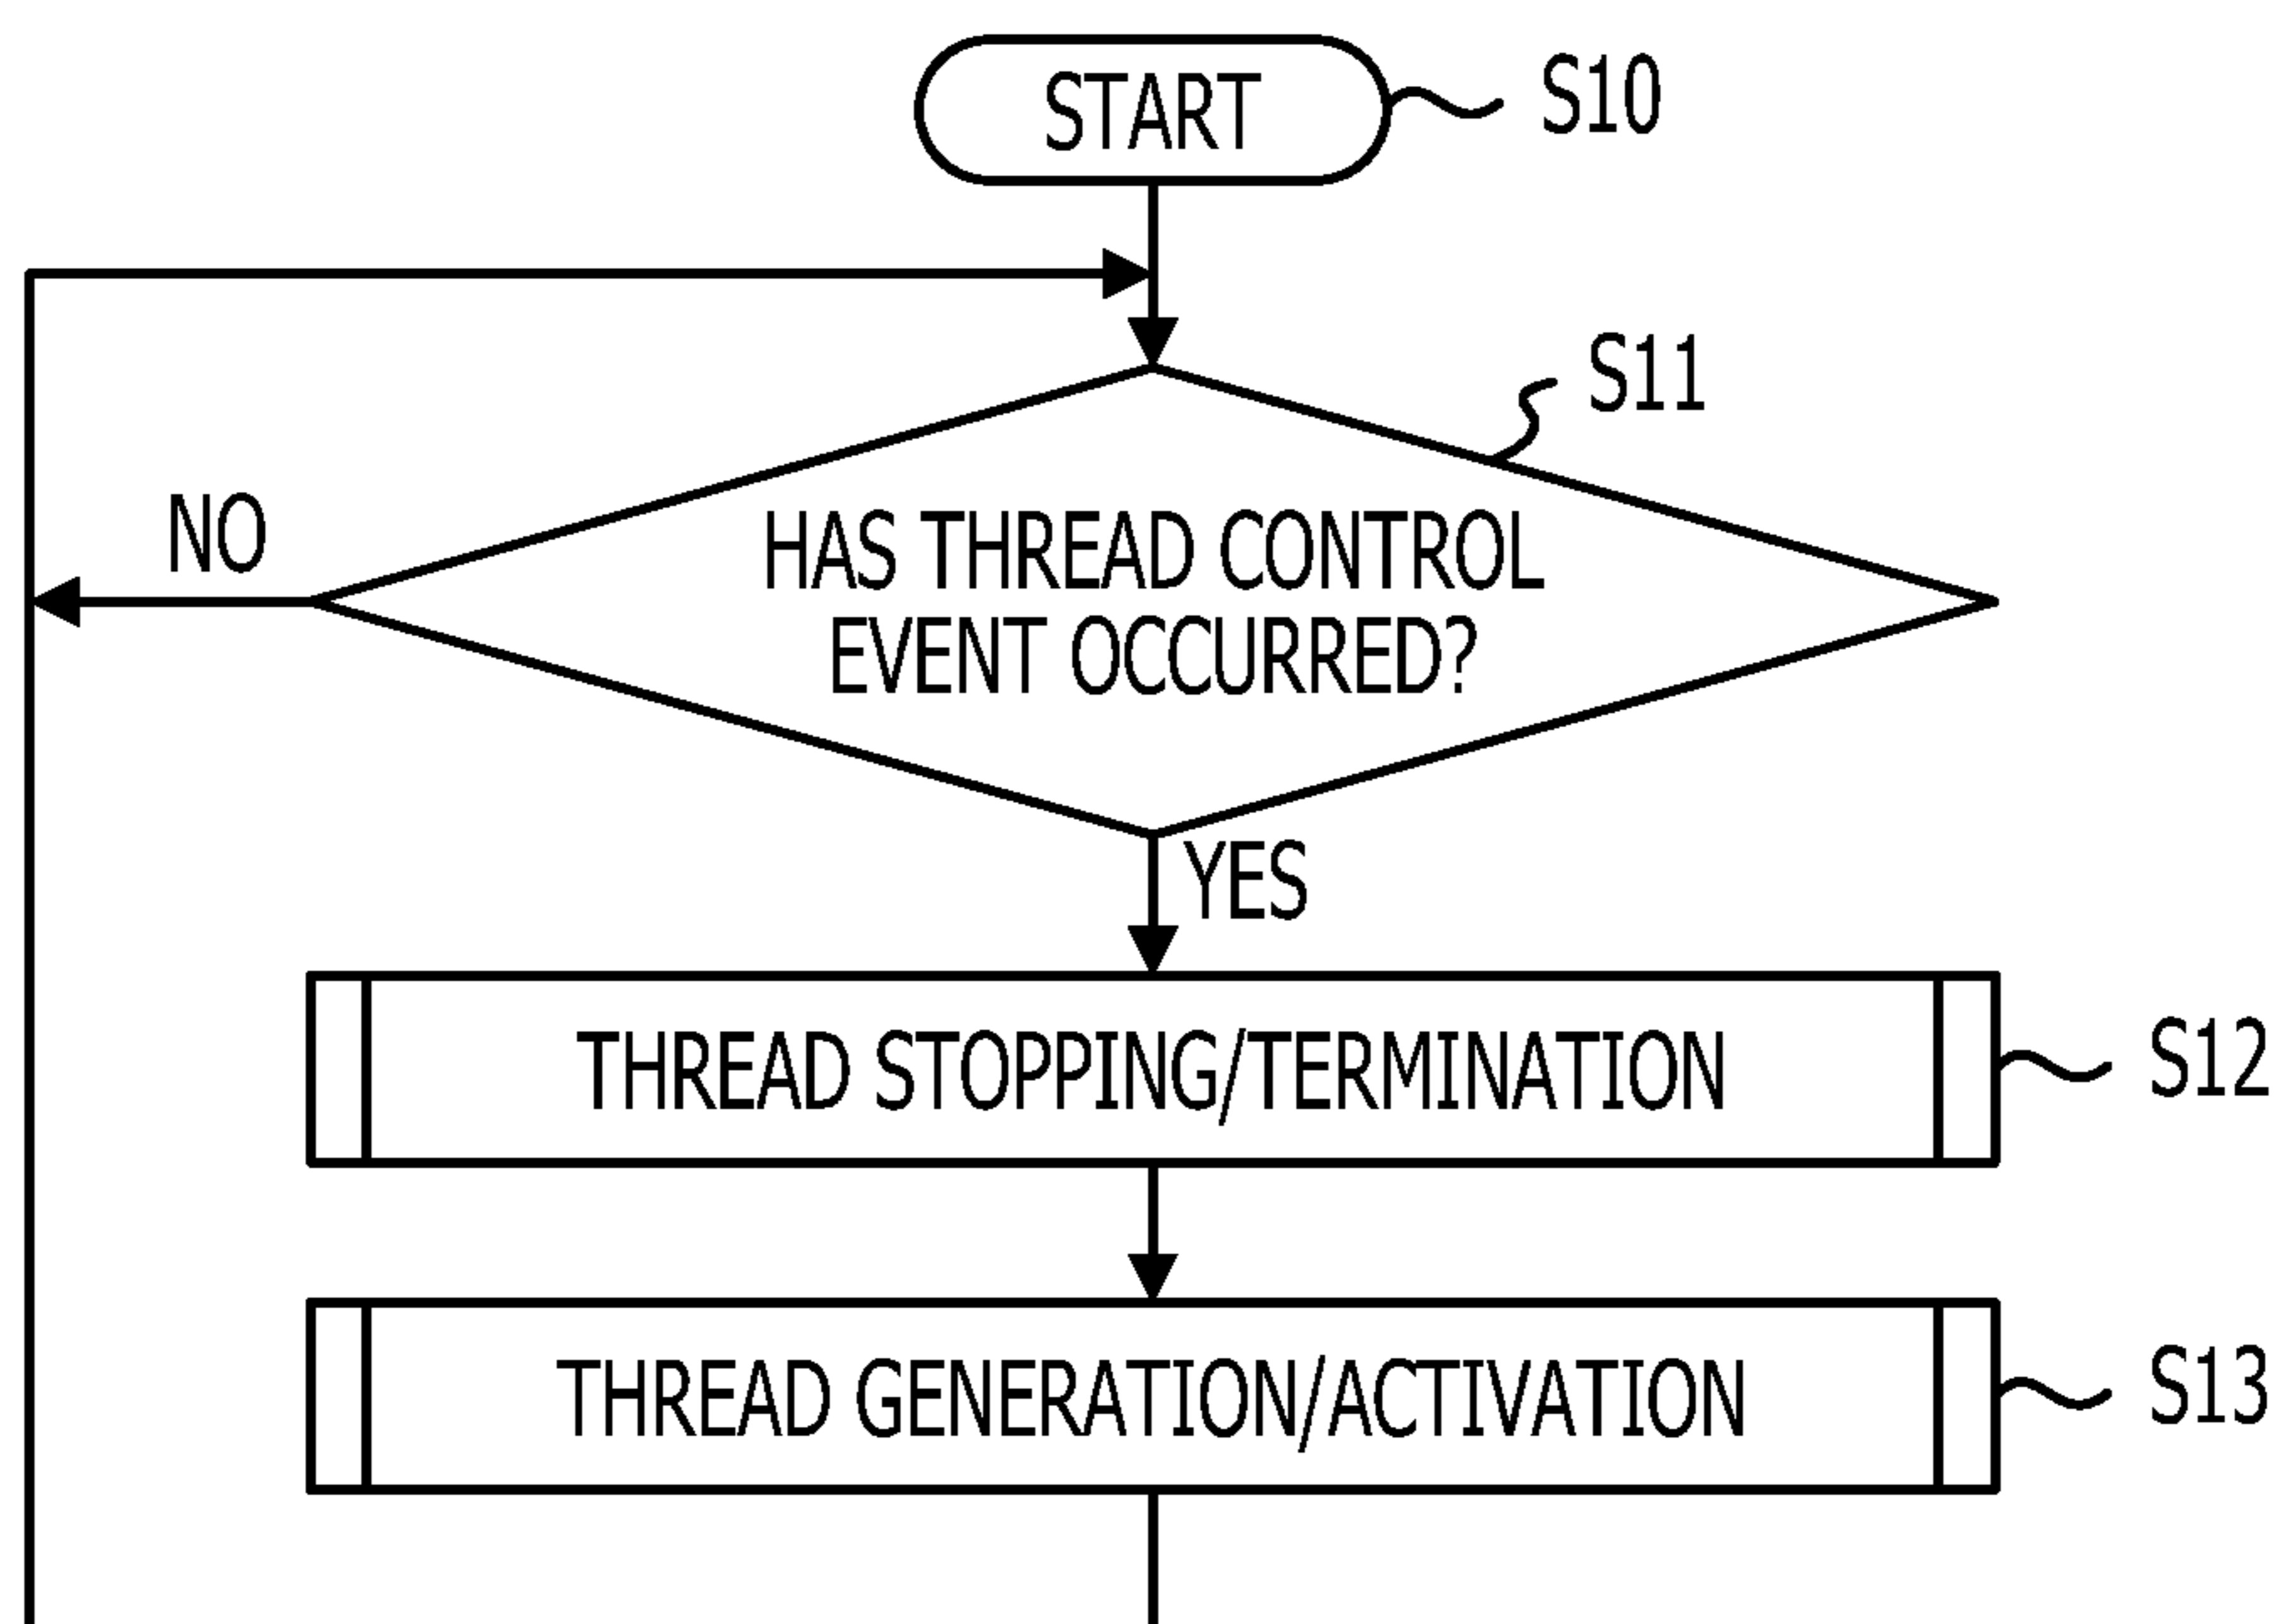 START
S10
S11
NO
HAS THREAD CONTROL
EVENT OCCURRED?
YES
THREAD STOPPING/TERMINATION
S12
THREAD GENERATION/ACTIVATION
S13